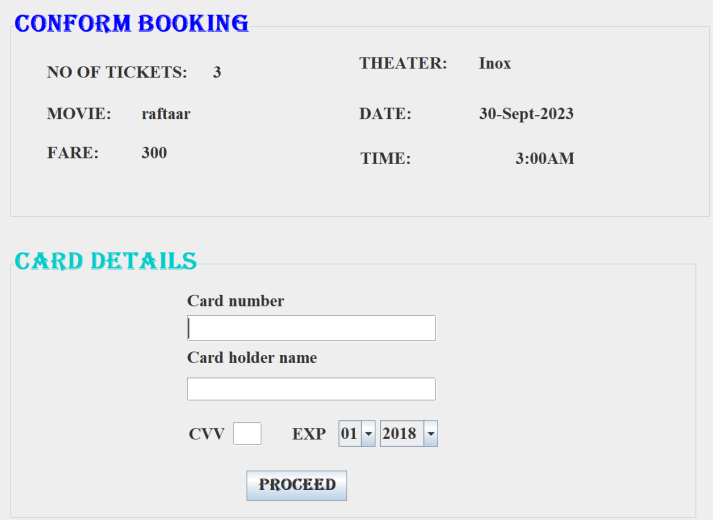 CONFORM BOOKING
NO OF TICKETS: 3
THEATER: Inox
MOVIE: raftaar
DATE: 30-Sept-2023
FARE: 300
TIME: 3:00AM
CARD DETAILS
Card number
Card holder name
CVV EXP 01 2018
PROCEED